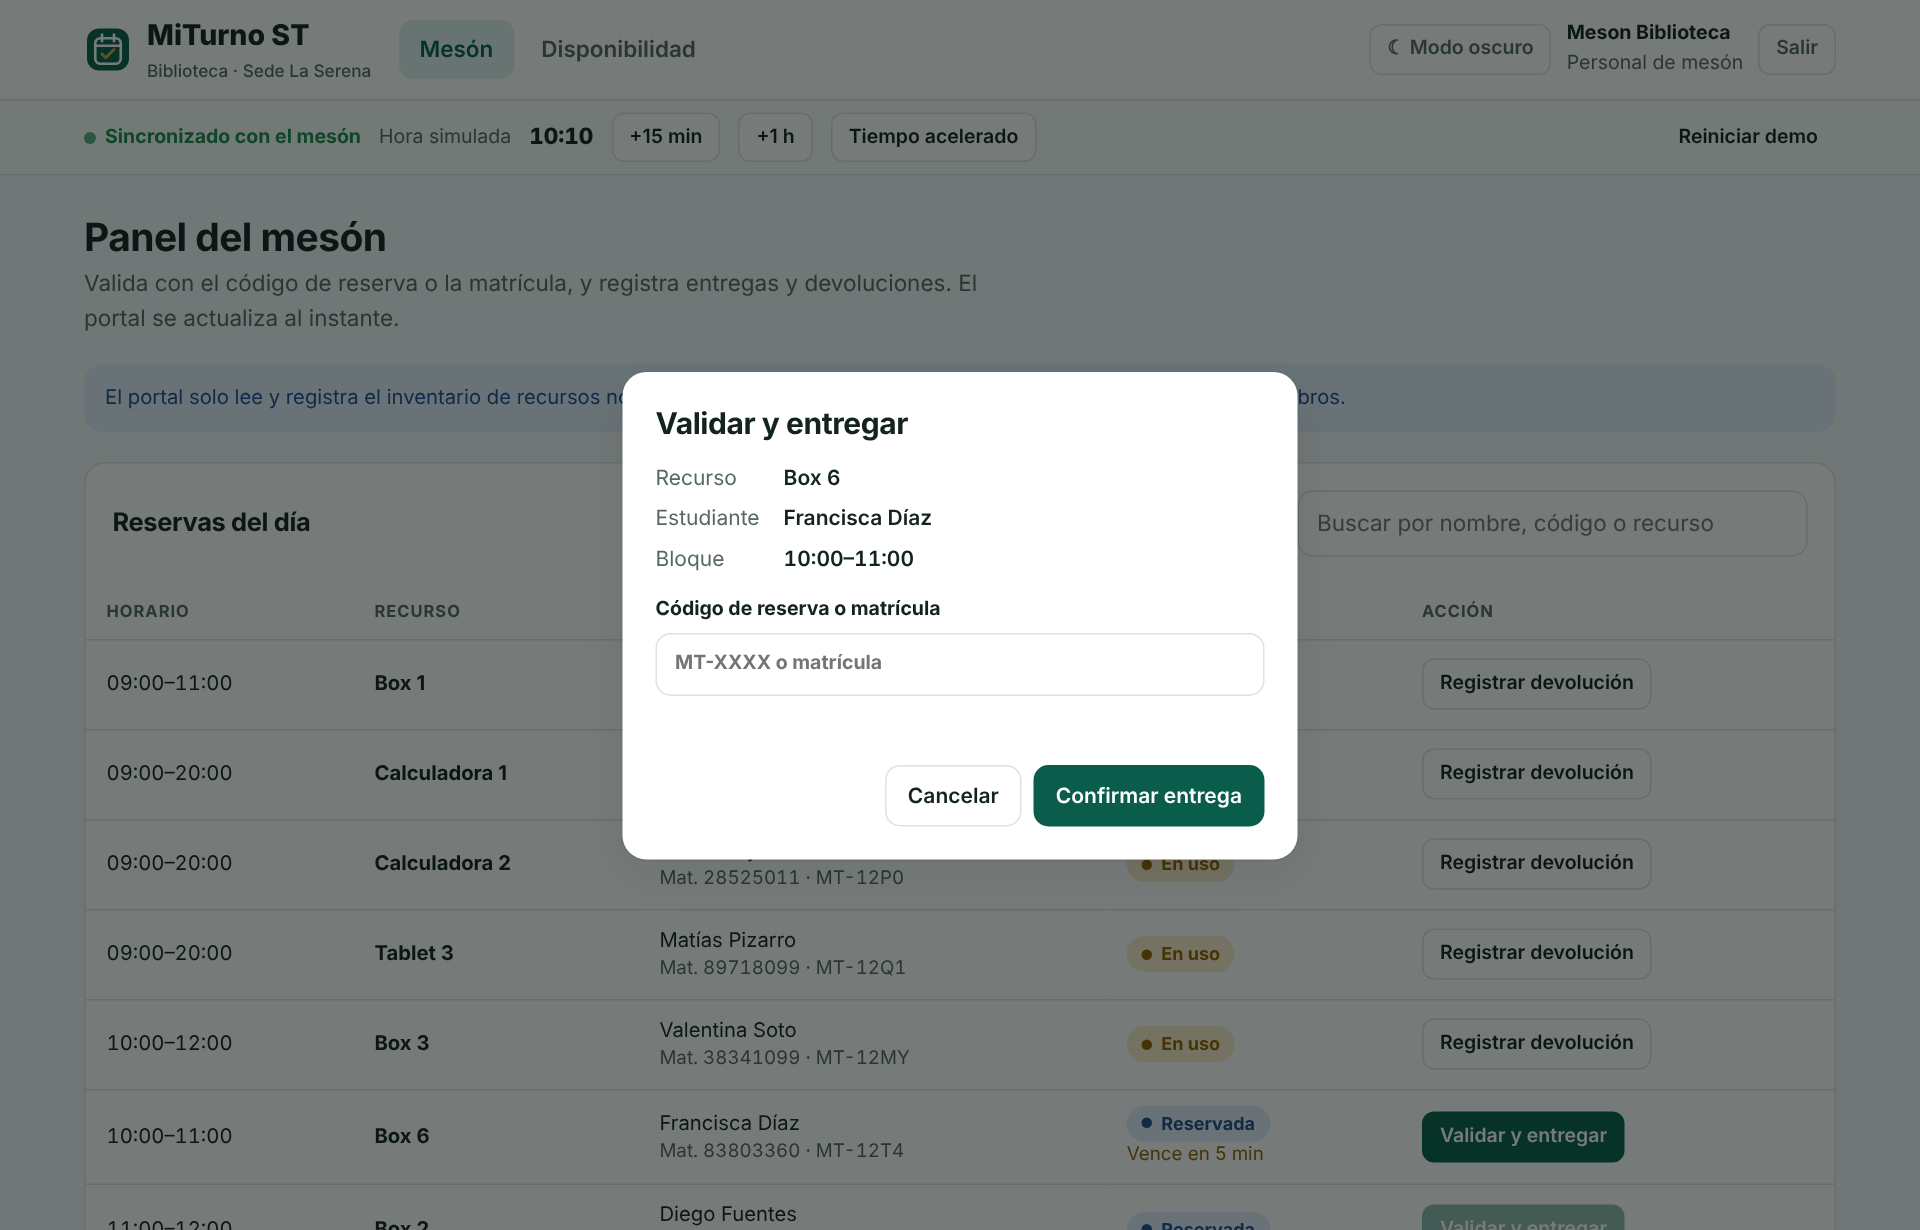 MiTurno ST
Biblioteca · Sede La Serena
Mesón
Disponibilidad
Modo oscuro
Meson Biblioteca
Personal de mesón
Salir
Sincronizado con el mesón
Hora simulada
10:10
+15 min
+1 h
Tiempo acelerado
Reiniciar demo
Panel del mesón
Valida con el código de reserva o la matrícula, y registra entregas y devoluciones. El
portal se actualiza al instante.
El portal solo lee y registra el inventario de recursos
Validar y entregar
Recurso Box 6
Estudiante Francisca Díaz
Bloque 10:00–11:00
Código de reserva o matrícula
MT-XXXX o matrícula
Cancelar
Confirmar entrega
Reservas del día
Buscar por nombre, código o recurso
HORARIO RECURSO ACCIÓN
09:00–11:00 Box 1 Registrar devolución
09:00–20:00 Calculadora 1 Registrar devolución
09:00–20:00 Calculadora 2 En uso Registrar devolución
Mat. 28525011 · MT-12P0
09:00–20:00 Tablet 3 Matías Pizarro En uso Registrar devolución
Mat. 89718099 · MT-12Q1
10:00–12:00 Box 3 Valentina Soto En uso Registrar devolución
Mat. 38341099 · MT-12MY
10:00–11:00 Box 6 Francisca Díaz Reservada Validar y entregar
Mat. 83803360 · MT-12T4 Vence en 5 min
11:00–12:00 Box 2 Diego Fuentes Reservada Validar y entregar